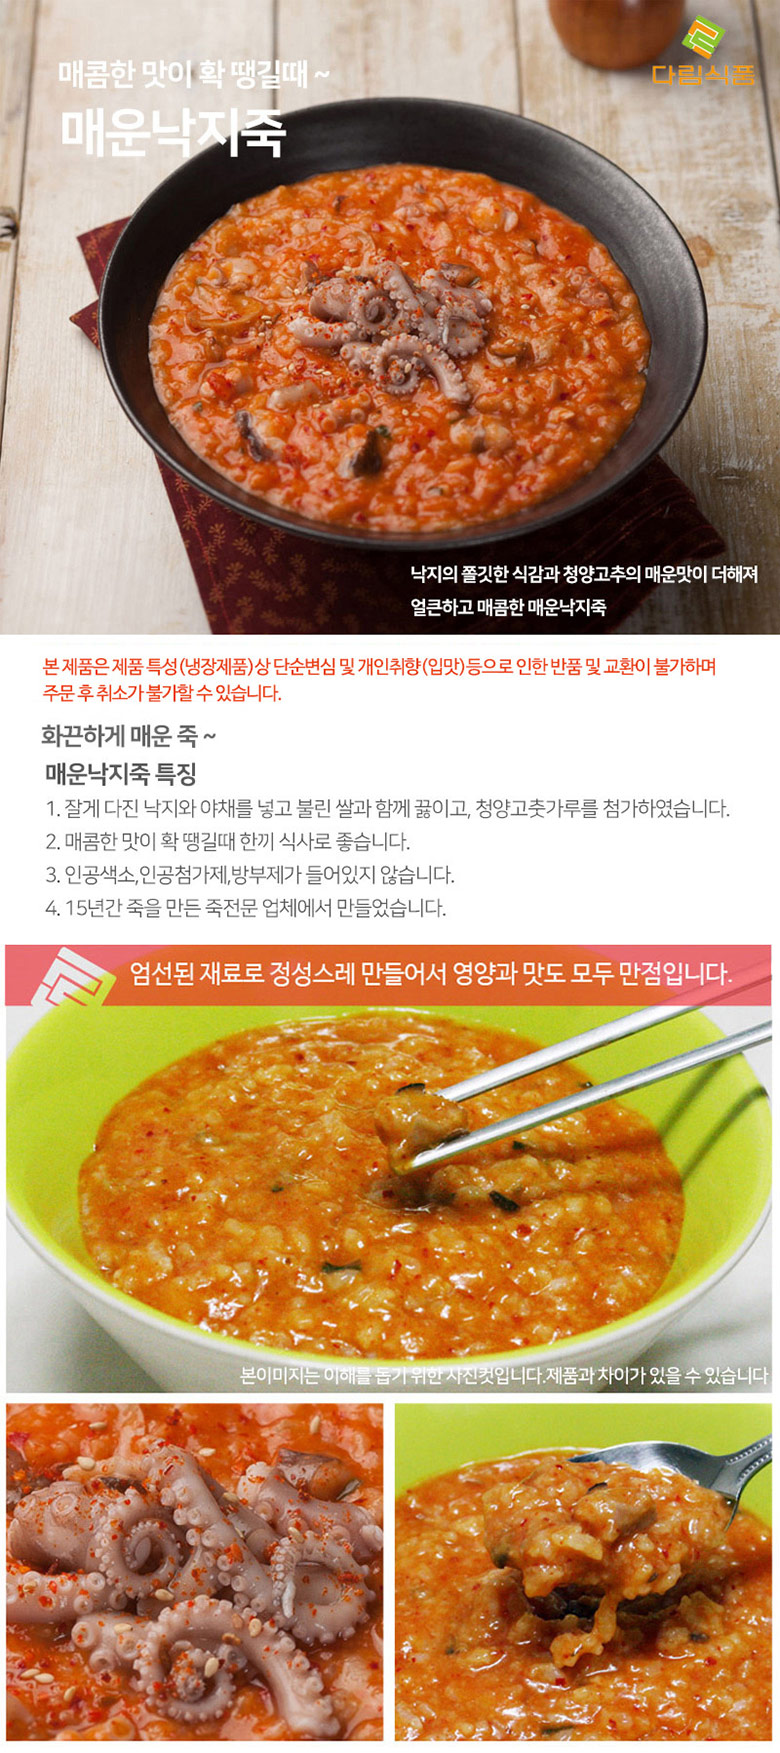 매콤한 맛이 확 땡길때 ~
다림식품
매운낙지죽
낙지의 쫄깃한 식감과 청양고추의 매운맛이 더해져
얼큰하고 매콤한 매운낙지죽
본 제품은 제품 특성(냉장제품)상 단순변심 및 개인취향(입맛) 등으로 인한 반품 및 교환이 불가하며
주문 후 취소가 불가할 수 있습니다.
화끈하게 매운 죽 ~
매운낙지죽 특징
1. 잘게 다진 낙지와 야채를 넣고 불린 쌀과 함께 끓이고, 청양고춧가루를 첨가하였습니다.
2. 매콤한 맛이 확 땡길때 한끼 식사로 좋습니다.
3. 인공색소,인공첨가제,방부제가 들어있지 않습니다.
4. 15년간 죽을 만든 죽전문 업체에서 만들었습니다.
엄선된 재료로 정성스레 만들어서 영양과 맛도 모두 만점입니다.
본이미지는 이해를 돕기 위한 사진컷입니다.제품과 차이가 있을 수 있습니다